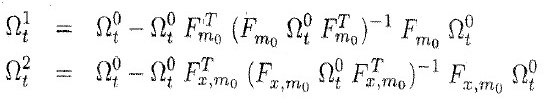 Ω_t^1 = Ω_t^0 − Ω_t^0 F_{m_0}^T (F_{m_0} Ω_t^0 F_{m_0}^T)^{−1} F_{m_0} Ω_t^0
Ω_t^2 = Ω_t^0 − Ω_t^0 F_{x,m_0}^T (F_{x,m_0} Ω_t^0 F_{x,m_0}^T)^{−1} F_{x,m_0} Ω_t^0